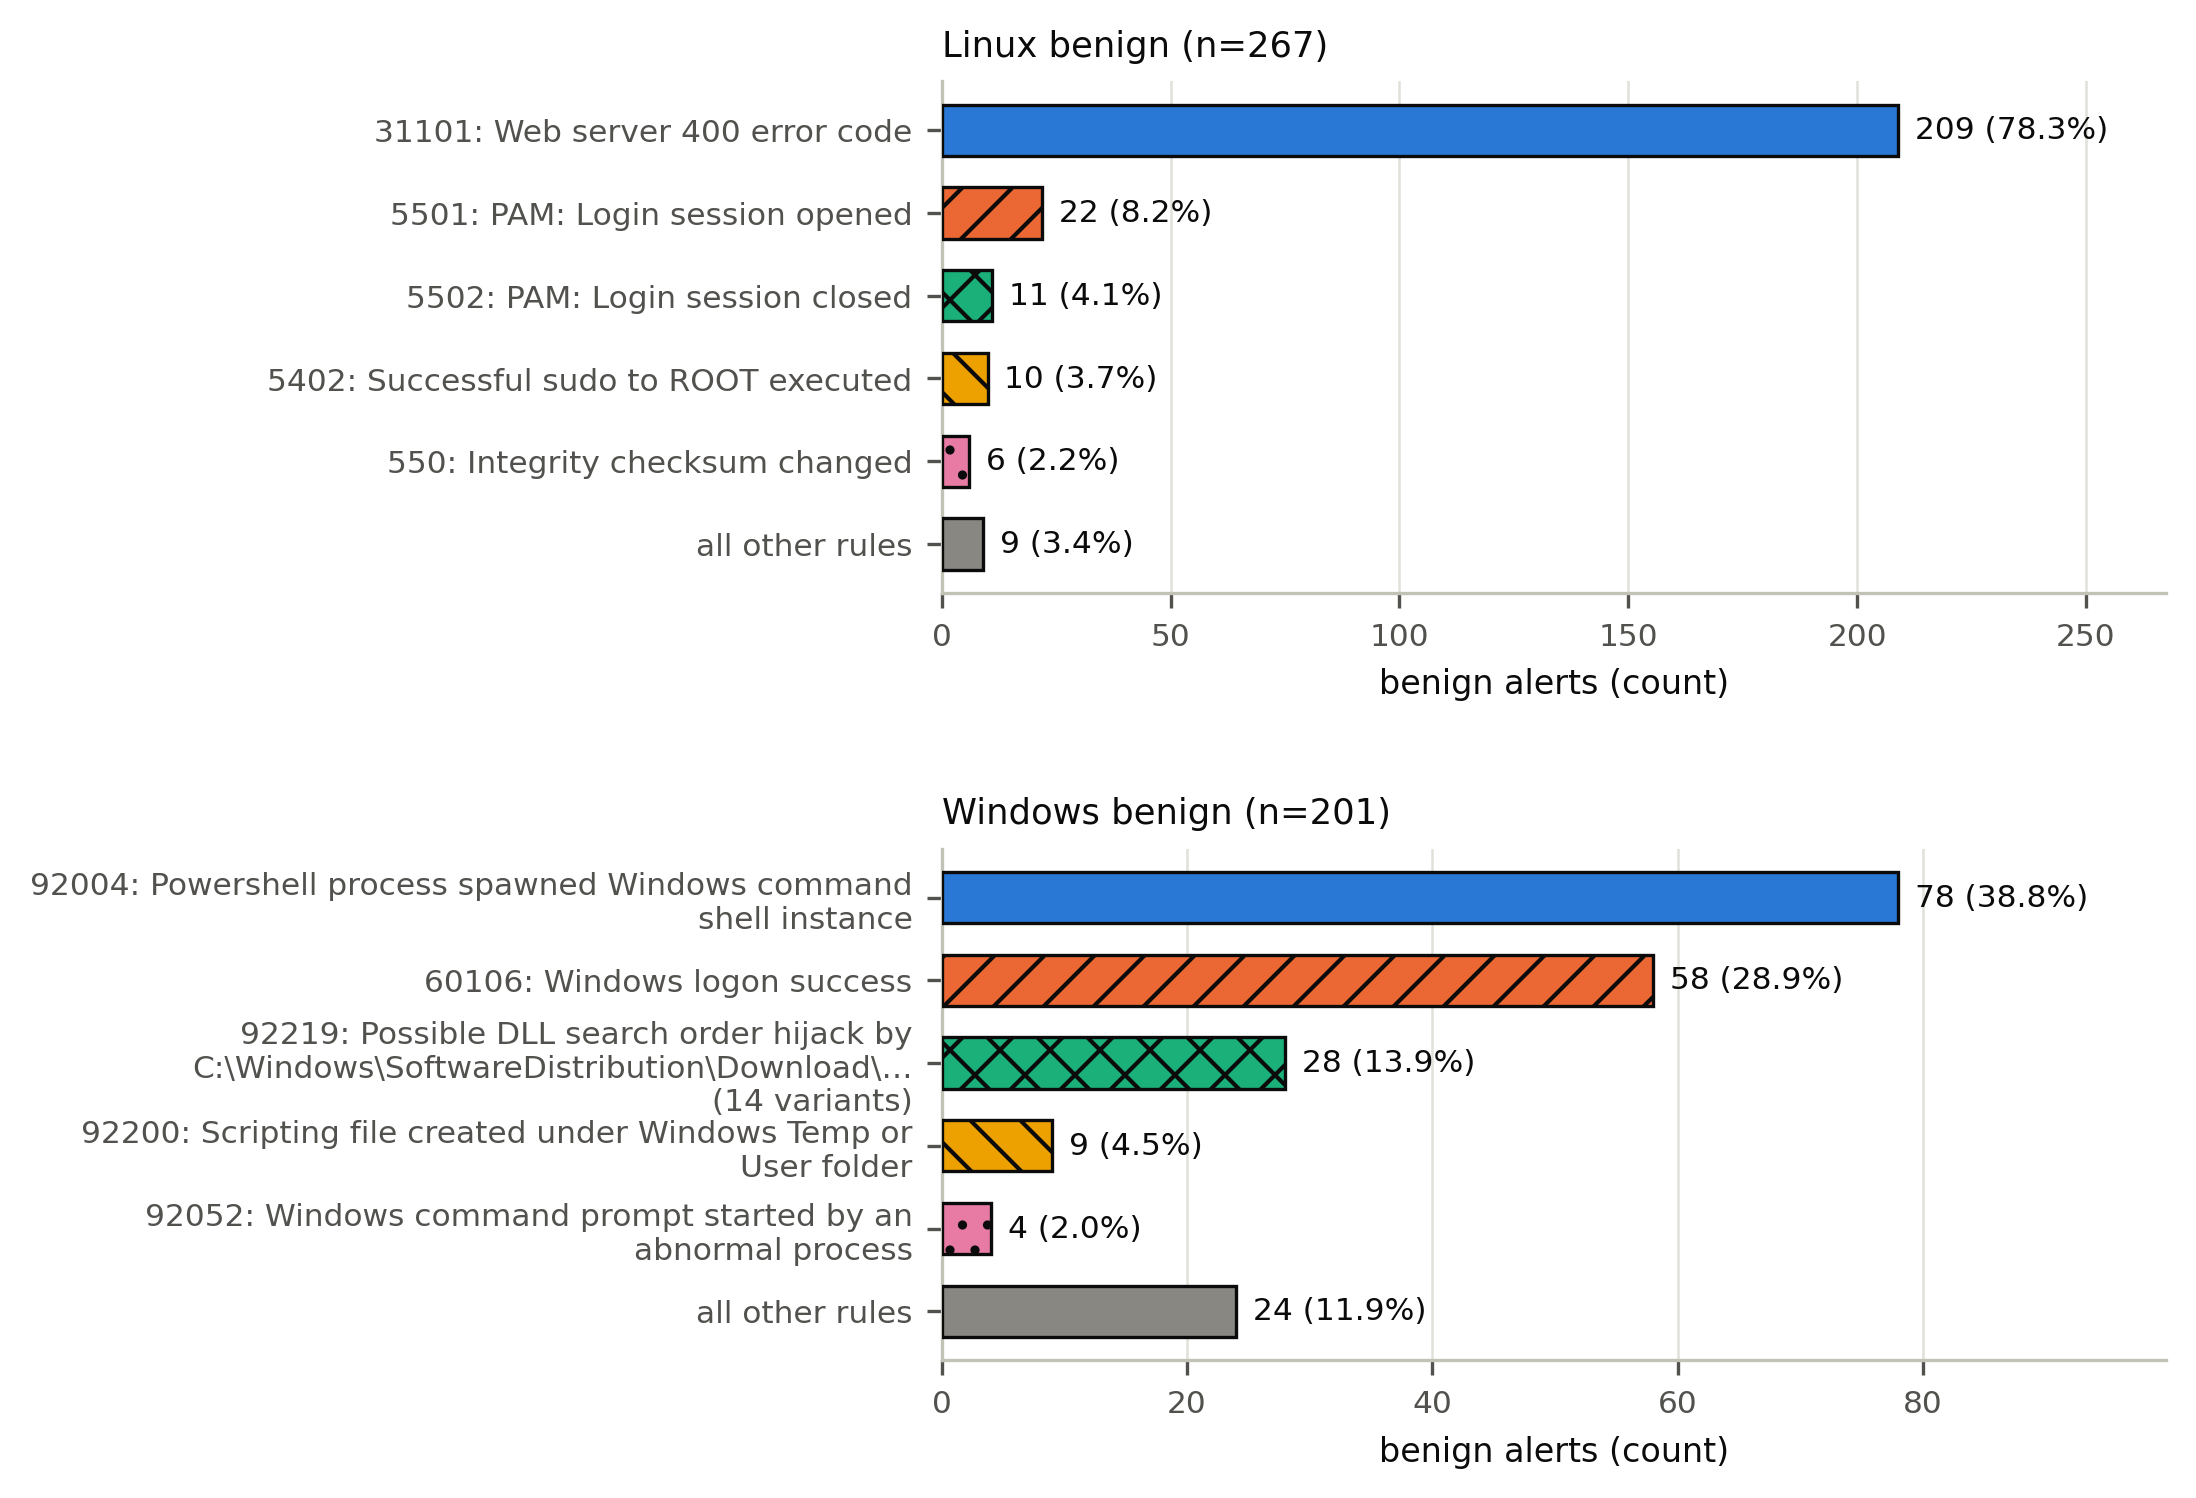 Linux benign (n=267)
31101: Web server 400 error code
209 (78.3%)
5501: PAM: Login session opened
22 (8.2%)
5502: PAM: Login session closed
11 (4.1%)
5402: Successful sudo to ROOT executed
10 (3.7%)
550: Integrity checksum changed
6 (2.2%)
all other rules
9 (3.4%)
0 50 100 150 200 250
benign alerts (count)
Windows benign (n=201)
92004: Powershell process spawned Windows command
shell instance
78 (38.8%)
60106: Windows logon success
58 (28.9%)
92219: Possible DLL search order hijack by
C:\Windows\SoftwareDistribution\Download\...
(14 variants)
28 (13.9%)
92200: Scripting file created under Windows Temp or
User folder
9 (4.5%)
92052: Windows command prompt started by an
abnormal process
4 (2.0%)
all other rules
24 (11.9%)
0 20 40 60 80
benign alerts (count)